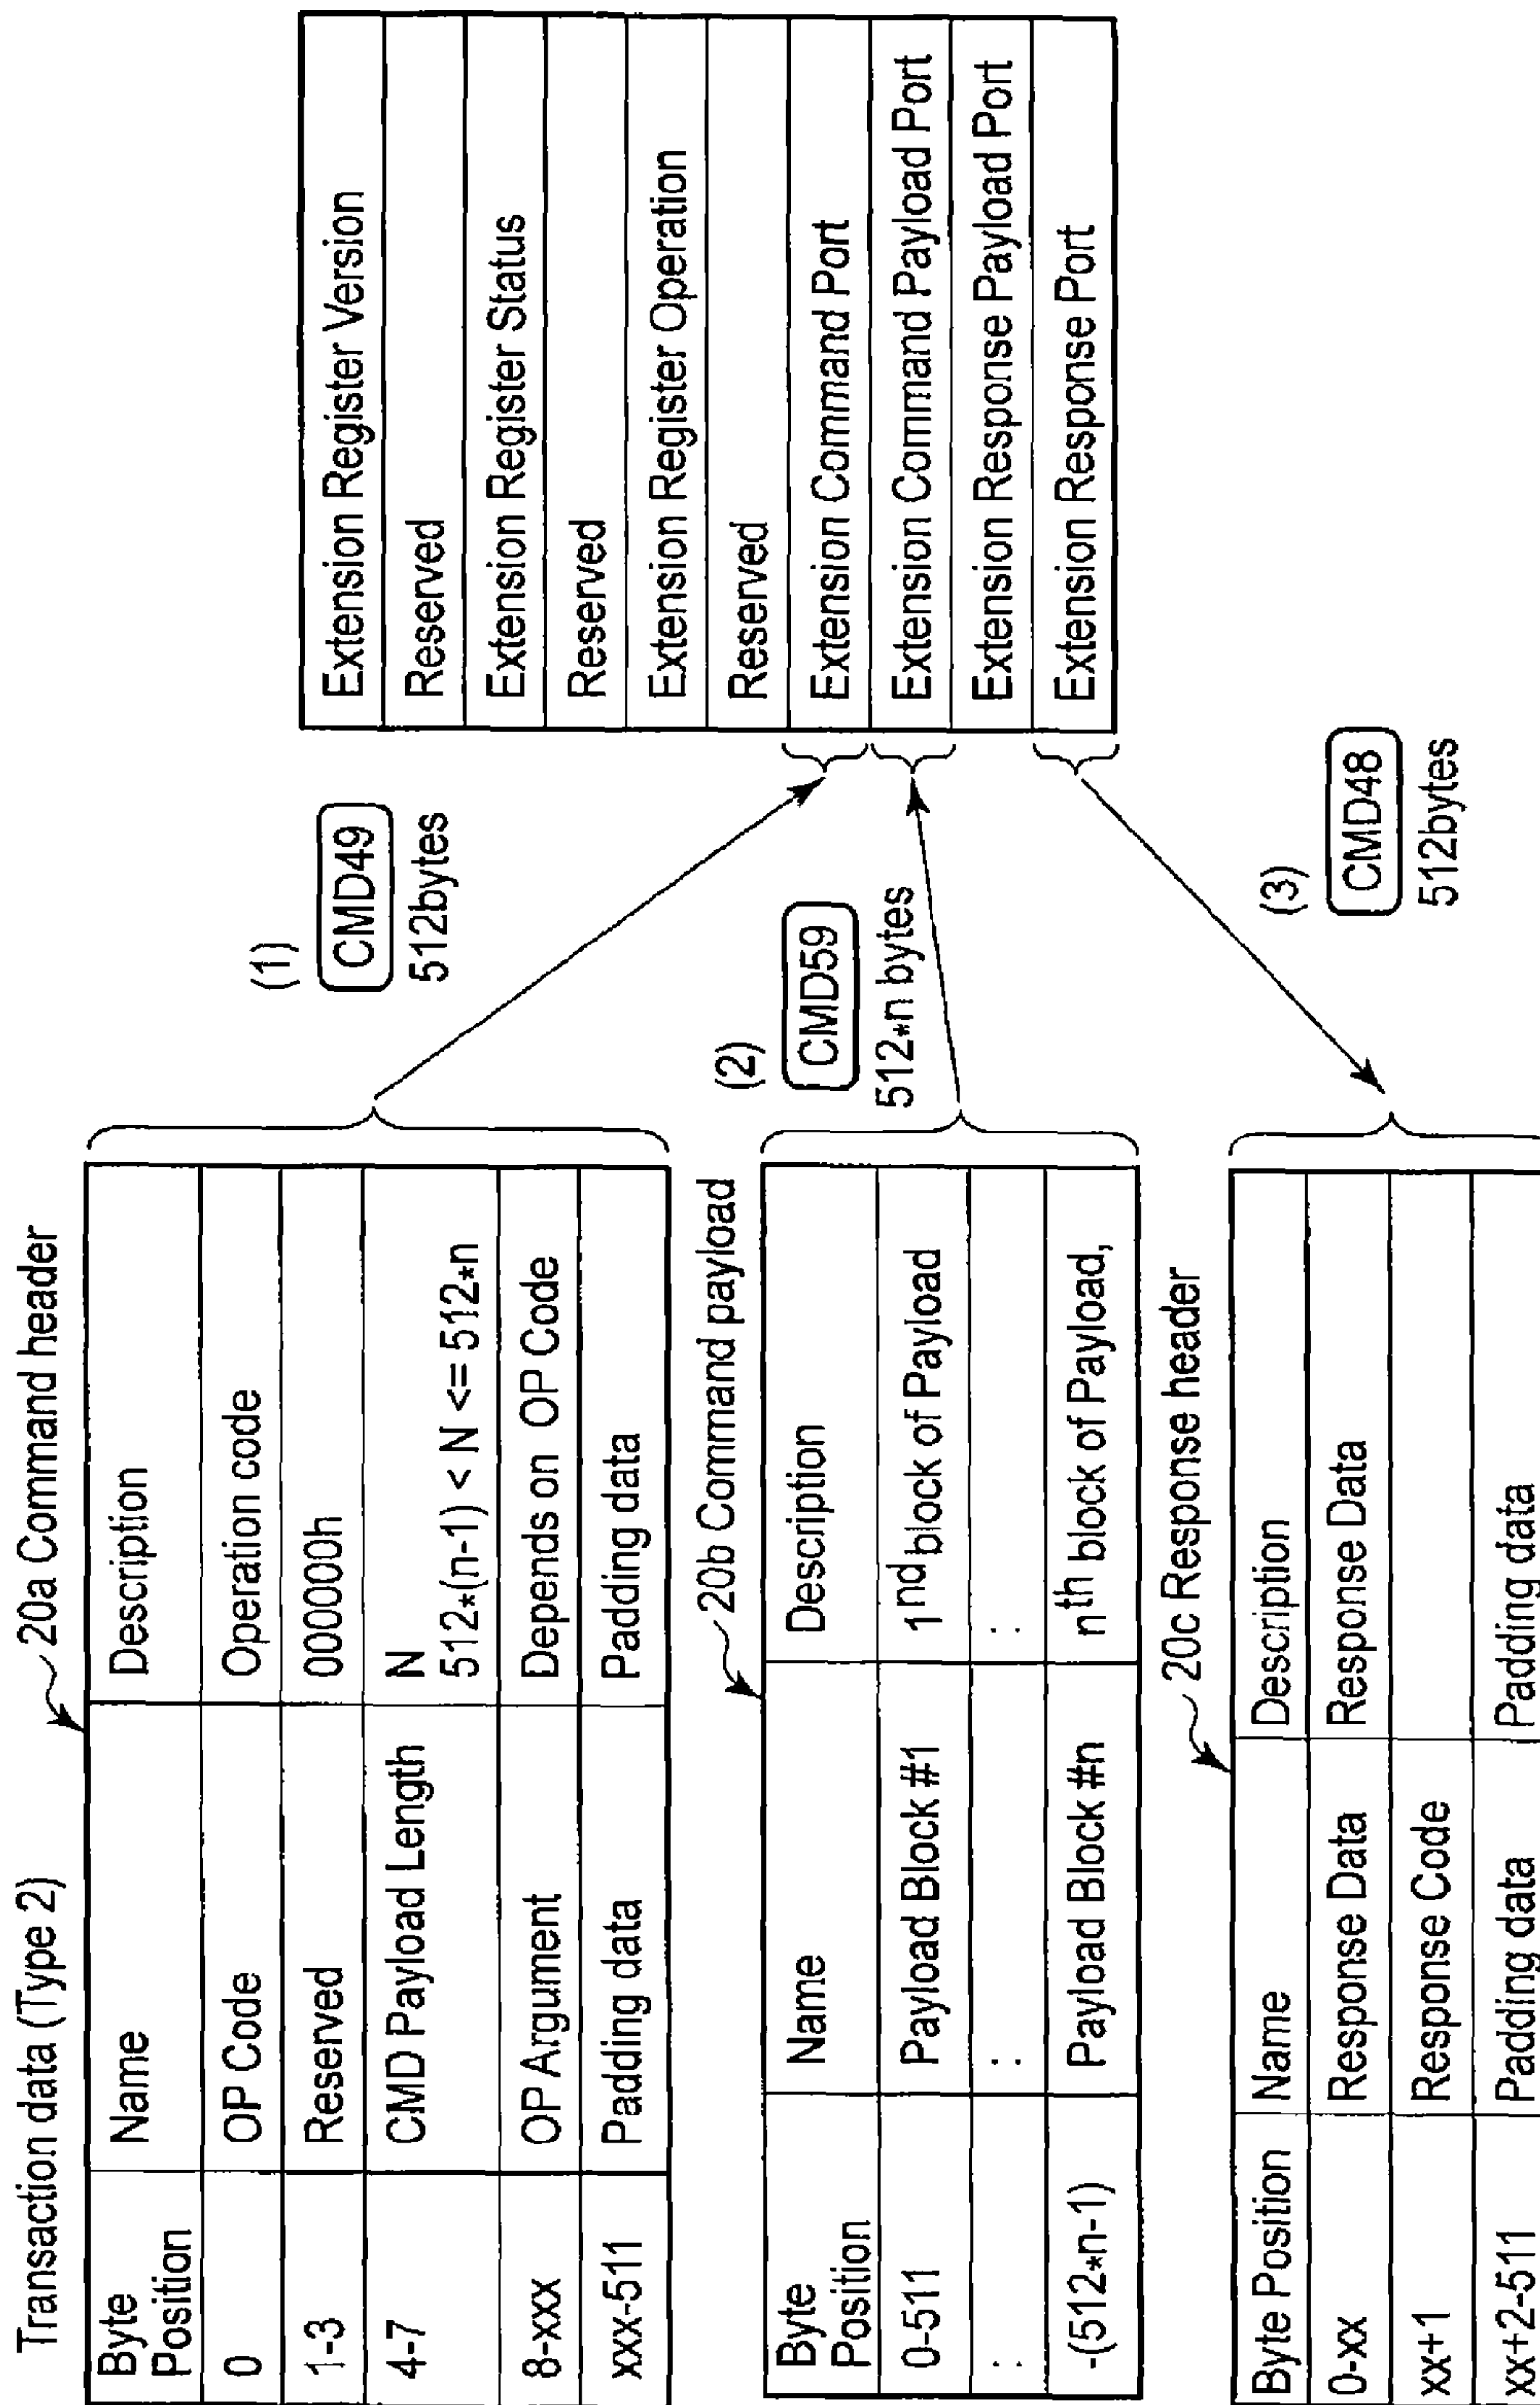 Transaction data (Type 2)
20a Command header
Byte Position Name Description
0 OP Code Operation code
1-3 Reserved 000000h
4-7 CMD Payload Length N
512*(n-1) < N <= 512*n
8-xxx OP Argument Depends on OP Code
xxx-511 Padding data Padding data
(1)
CMD49
512bytes
20b Command payload
Byte Position Name Description
0-511 Payload Block #1 1nd block of Payload
: : :
-(512*n-1) Payload Block #n nth block of Payload,
(2)
CMD59
512*n bytes
20c Response header
Byte Position Name Description
0-xx Response Data Response Data
xx+1 Response Code
xx+2-511 Padding data Padding data
(3)
CMD48
512bytes
Extension Register Version
Reserved
Extension Register Status
Reserved
Extension Register Operation
Reserved
Extension Command Port
Extension Command Payload Port
Extension Response Payload Port
Extension Response Port